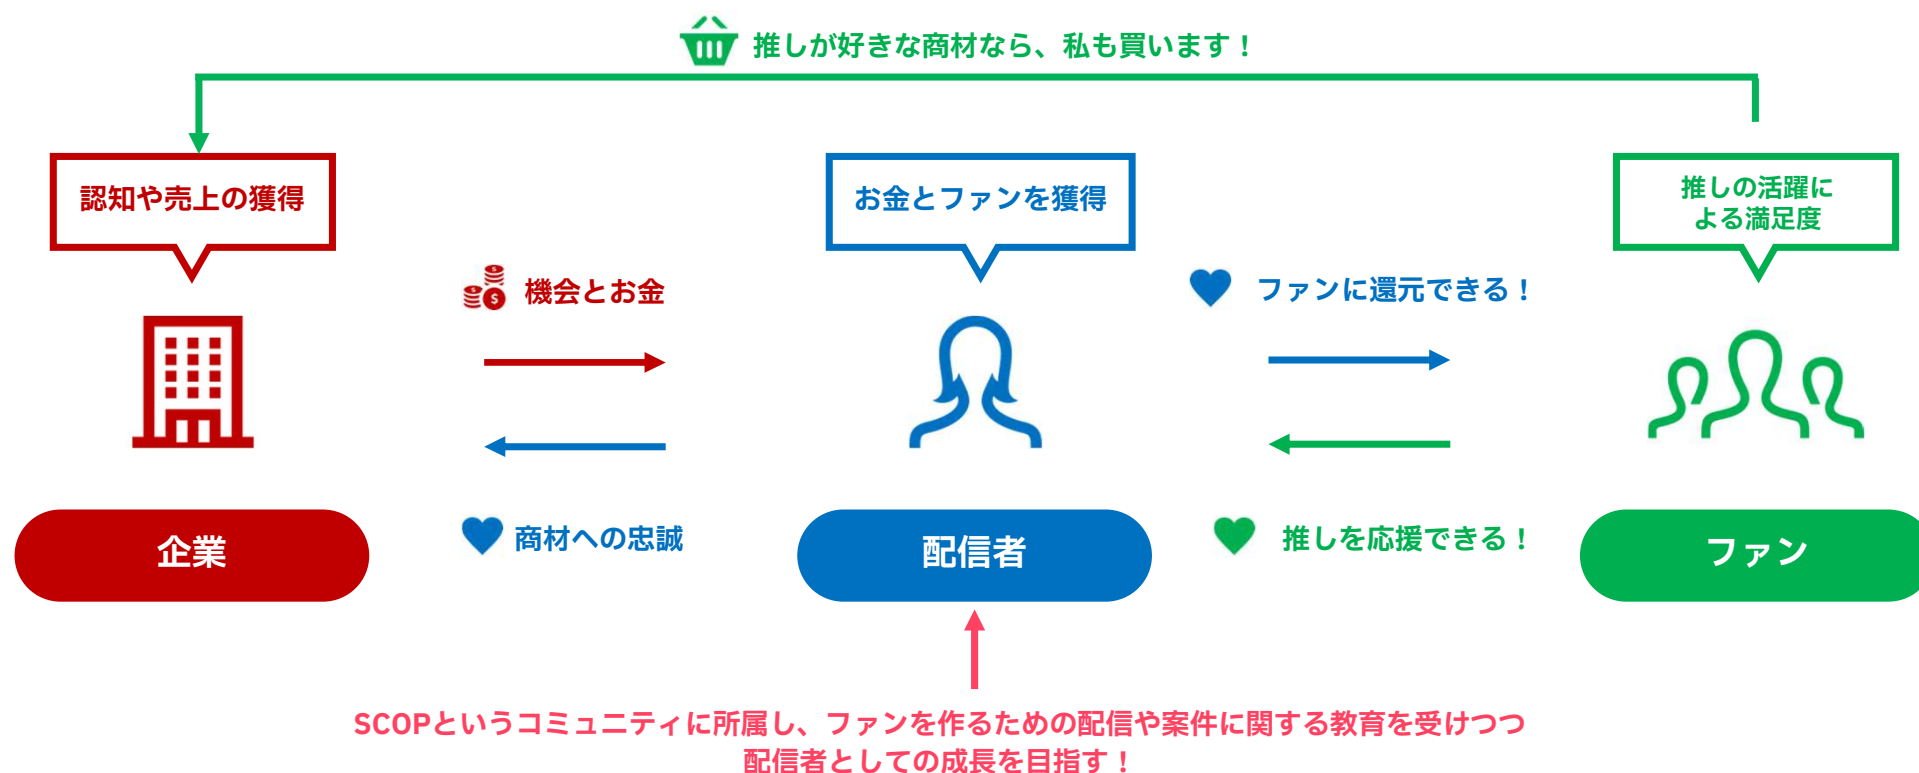 推しが好きな商材なら、私も買います！
認知や売上の獲得
お金とファンを獲得
推しの活躍に
よる満足度
機会とお金
ファンに還元できる！
商材への忠誠
推しを応援できる！
企業
配信者
ファン
SCOPというコミュニティに所属し、ファンを作るための配信や案件に関する教育を受けつつ
配信者としての成長を目指す！